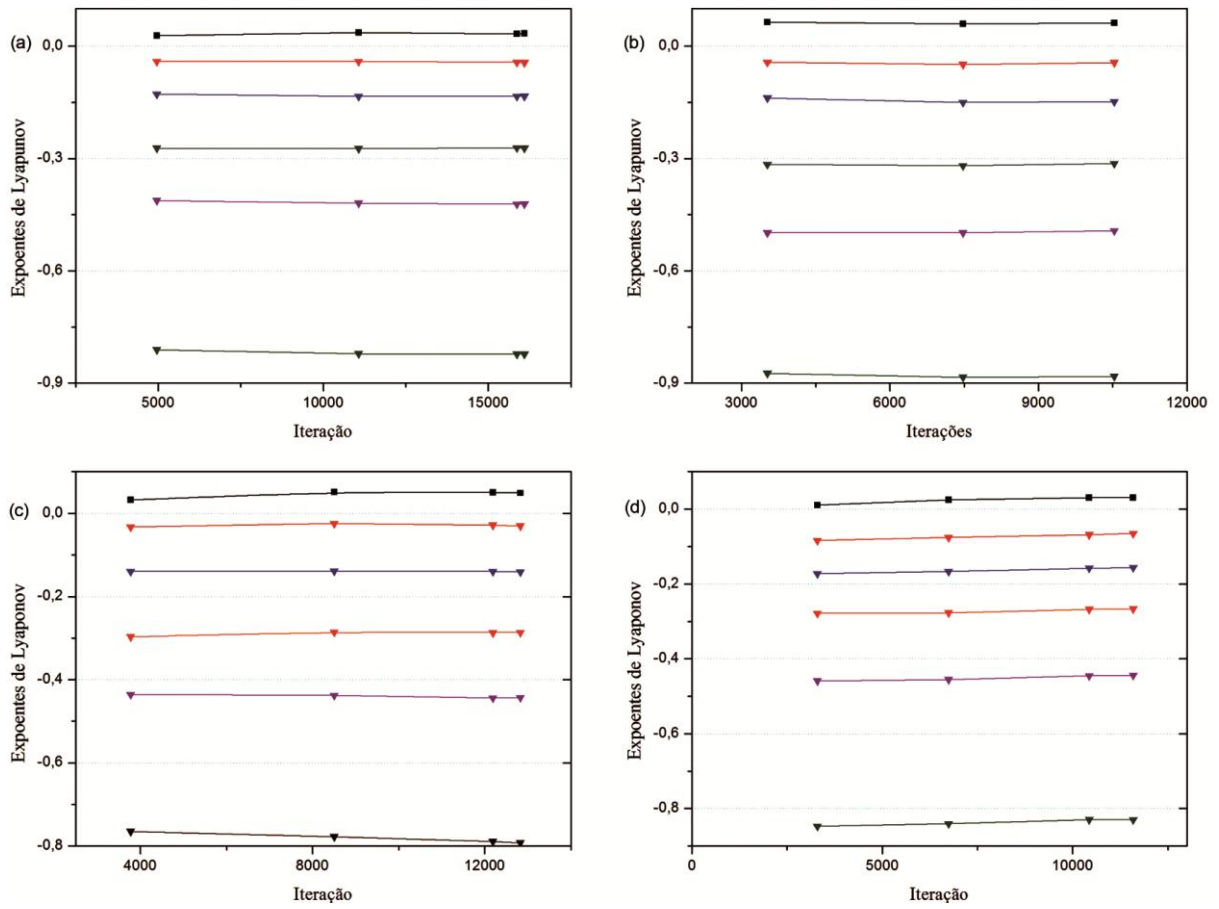 (a)
Expoentes de Lyapunov
0,0
-0,3
-0,6
-0,9
5000 10000 15000
Iteração
(b)
Expoentes de Lyapunov
0,0
-0,3
-0,6
-0,9
3000 6000 9000 12000
Iterações
(c)
Expoentes de Lyaponov
0,0
-0,2
-0,4
-0,6
-0,8
4000 8000 12000
Iteração
(d)
Expoentes de Lyaponov
0,0
-0,2
-0,4
-0,6
-0,8
0 5000 10000
Iteração